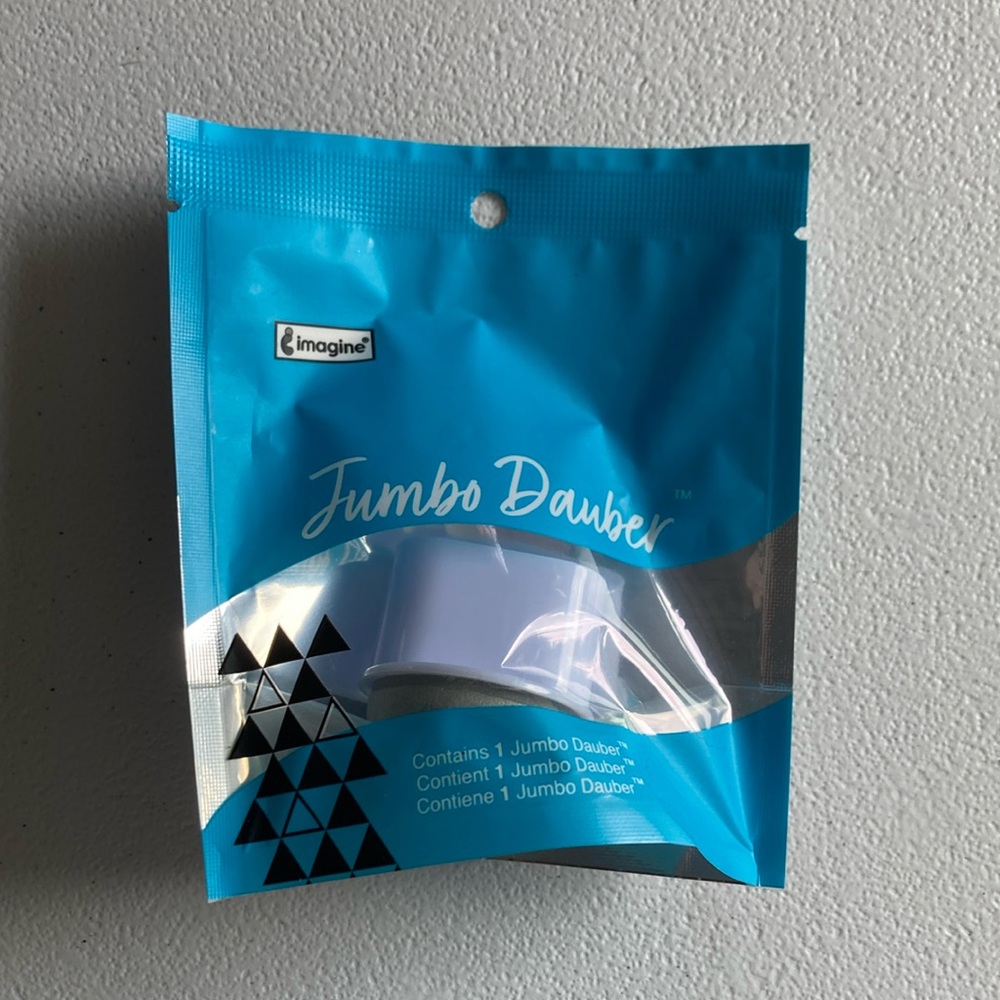 imagine
Jumbo Dauber™
Contains 1 Jumbo Dauber™
Contient 1 Jumbo Dauber™
Contiene 1 Jumbo Dauber™